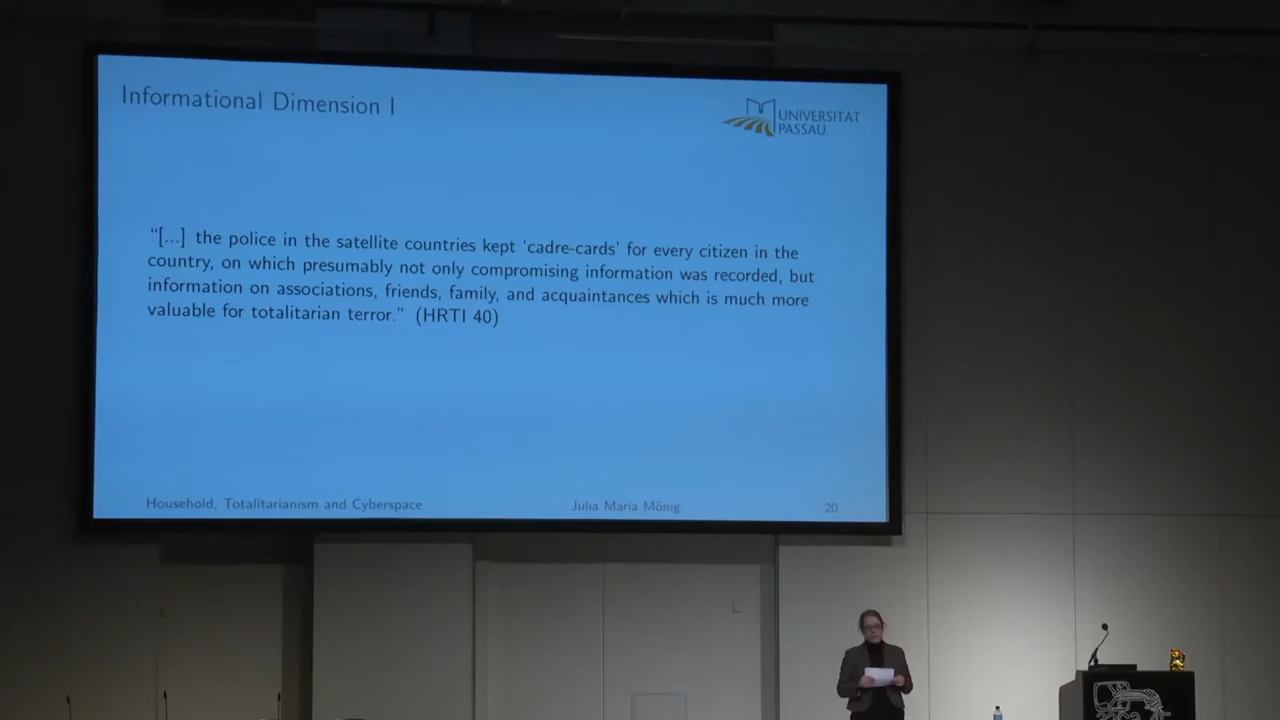 Informational Dimension I
UNIVERSITÄT
PASSAU
“[...] the police in the satellite countries kept ‘cadre-cards’ for every citizen in the
country, on which presumably not only compromising information was recorded, but
information on associations, friends, family, and acquaintances which is much more
valuable for totalitarian terror.” (HRTI 40)
Household, Totalitarianism and Cyberspace
Julia Maria Mönig
20